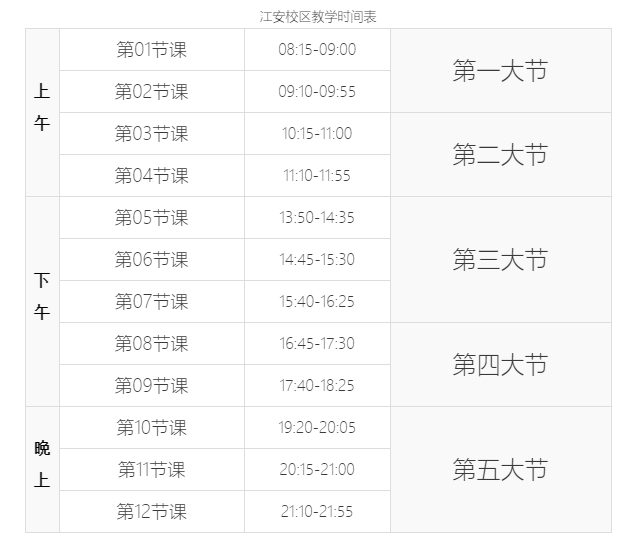 江安校区教学时间表
上午
第01节课 08:15-09:00 第一大节
第02节课 09:10-09:55
第03节课 10:15-11:00 第二大节
第04节课 11:10-11:55
下午
第05节课 13:50-14:35 第三大节
第06节课 14:45-15:30
第07节课 15:40-16:25
第08节课 16:45-17:30 第四大节
第09节课 17:40-18:25
晚上
第10节课 19:20-20:05 第五大节
第11节课 20:15-21:00
第12节课 21:10-21:55